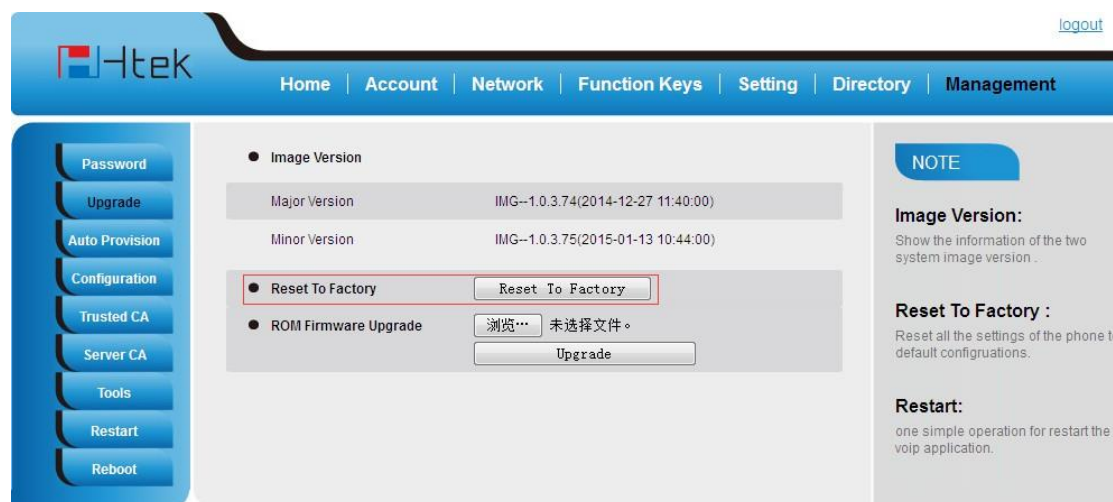 logout
Htek
Home | Account | Network | Function Keys | Setting | Directory | Management
Password
Upgrade
Auto Provision
Configuration
Trusted CA
Server CA
Tools
Restart
Reboot
Image Version
Major Version IMG--1.0.3.74(2014-12-27 11:40:00)
Minor Version IMG--1.0.3.75(2015-01-13 10:44:00)
Reset To Factory Reset To Factory
ROM Firmware Upgrade 浏览… 未选择文件。
Upgrade
NOTE
Image Version:
Show the information of the two
system image version .
Reset To Factory :
Reset all the settings of the phone
default configruations.
Restart:
one simple operation for restart the
voip application.